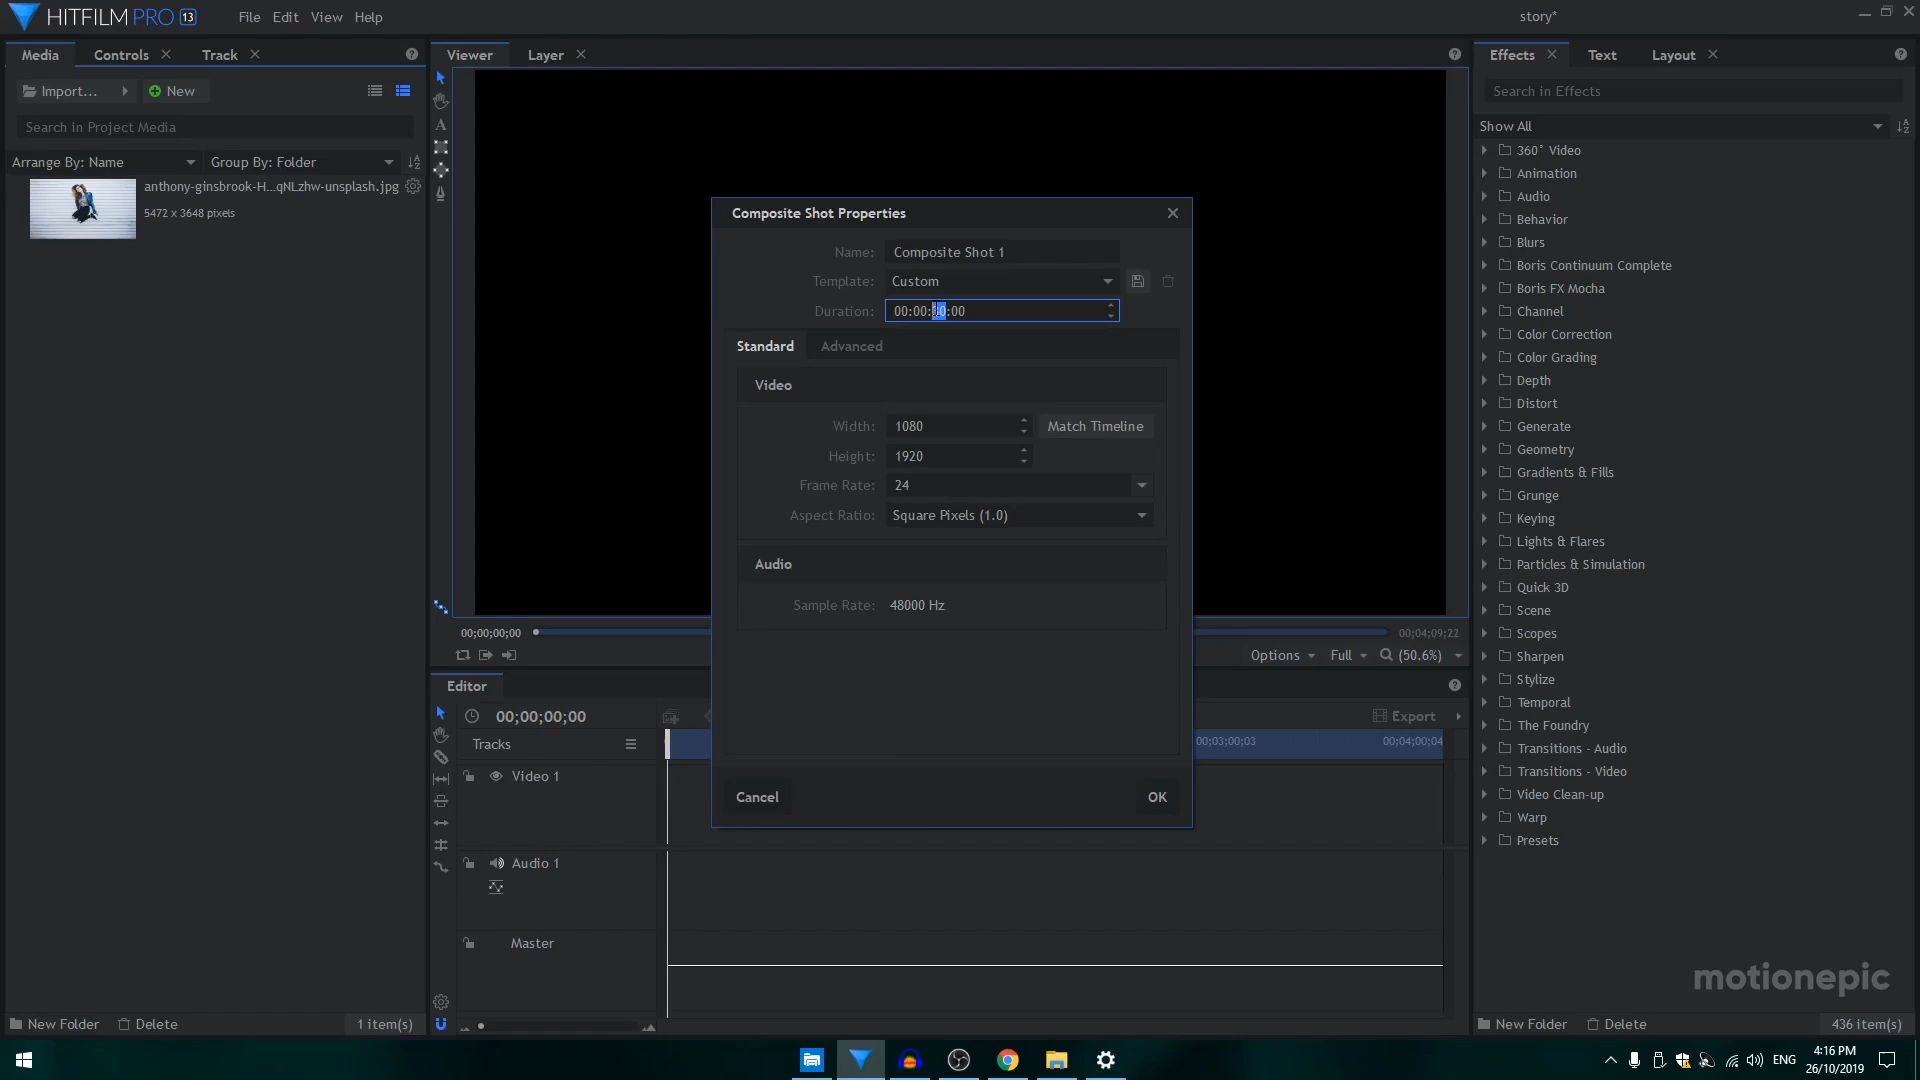 HITFILM PRO 13
File Edit View Help
story*
Media Controls Track
Viewer Layer
Effects Text Layout
Import... New
Search in Project Media
Arrange By: Name Group By: Folder
anthony-ginsbrook-H...qNLzhw-unsplash.jpg
5472 x 3648 pixels
Search in Effects
Show All
360° Video
Animation
Audio
Behavior
Blurs
Boris Continuum Complete
Boris FX Mocha
Channel
Color Correction
Color Grading
Depth
Distort
Generate
Geometry
Gradients & Fills
Grunge
Keying
Lights & Flares
Particles & Simulation
Quick 3D
Scene
Scopes
Sharpen
Stylize
Temporal
The Foundry
Transitions - Audio
Transitions - Video
Video Clean-up
Warp
Presets
Composite Shot Properties
Name: Composite Shot 1
Template: Custom
Duration:
Standard Advanced
Video
Width: 1080 Match Timeline
Height: 1920
Frame Rate: 24
Aspect Ratio: Square Pixels (1.0)
Audio
Sample Rate: 48000 Hz
Cancel OK
00;00;00;00 00;04;09;22
Options Full (50.6%)
Editor
00;00;00;00 Export
Tracks 00;03;00;03 00;04;00;04
Video 1
Audio 1
Master
motionepic
New Folder Delete 1 item(s)
New Folder Delete 436 item(s)
ENG 4:16 PM
26/10/2019